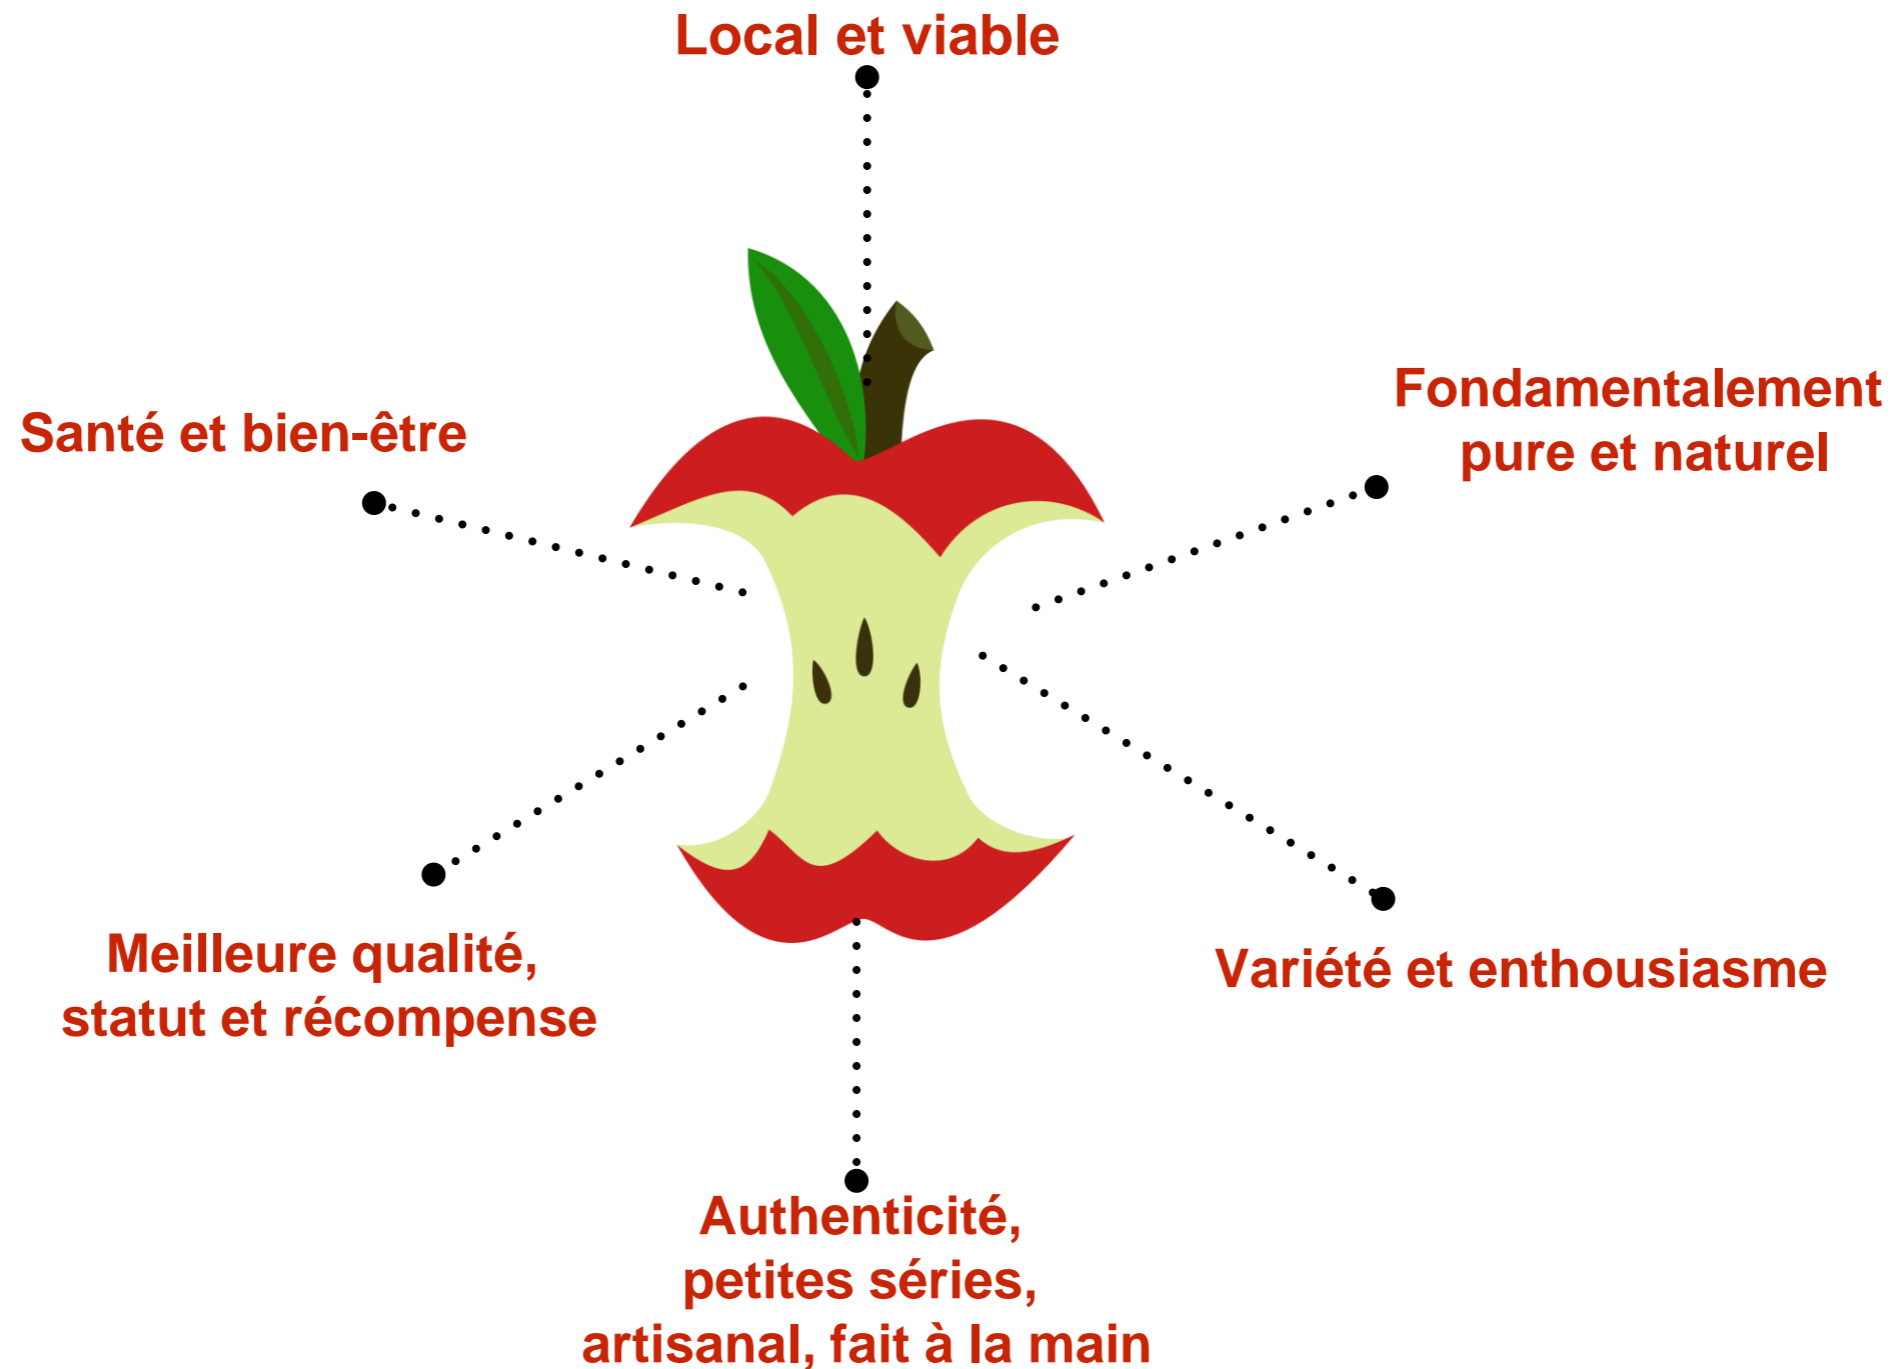 Local et viable
Santé et bien-être
Fondamentalement
pure et naturel
Meilleure qualité,
statut et récompense
Variété et enthousiasme
Authenticité,
petites séries,
artisanal, fait à la main